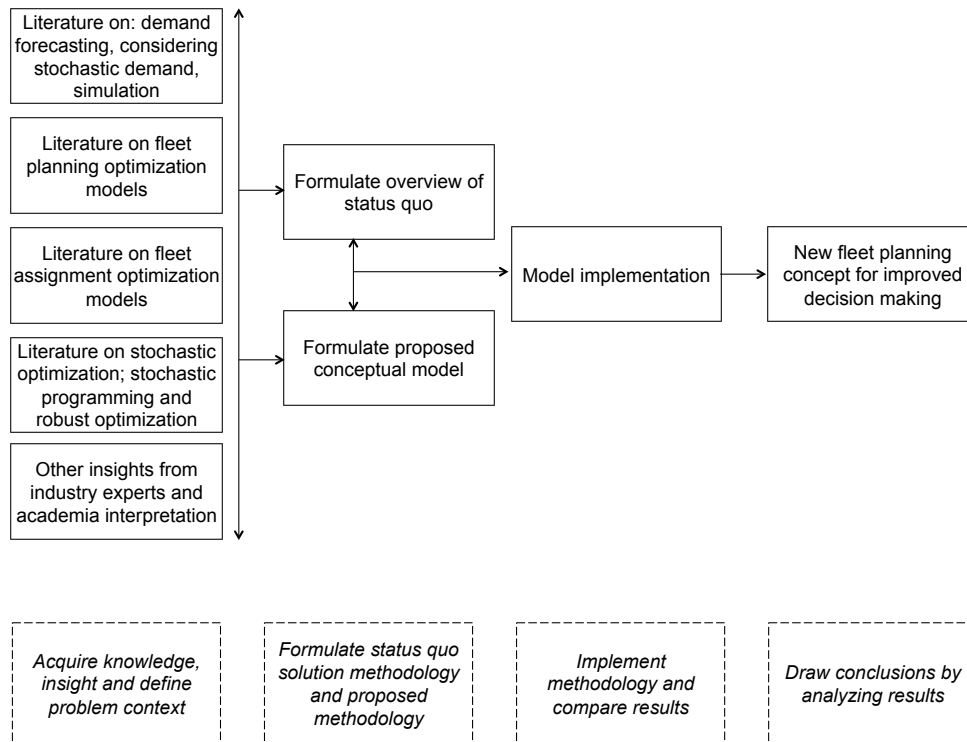 Literature on: demand
forecasting, considering
stochastic demand,
simulation
Literature on fleet
planning optimization
models
Literature on fleet
assignment optimization
models
Literature on stochastic
optimization; stochastic
programming and
robust optimization
Other insights from
industry experts and
academia interpretation
Formulate overview of
status quo
Formulate proposed
conceptual model
Model implementation
New fleet planning
concept for improved
decision making
Acquire knowledge,
insight and define
problem context
Formulate status quo
solution methodology
and proposed
methodology
Implement
methodology and
compare results
Draw conclusions by
analyzing results